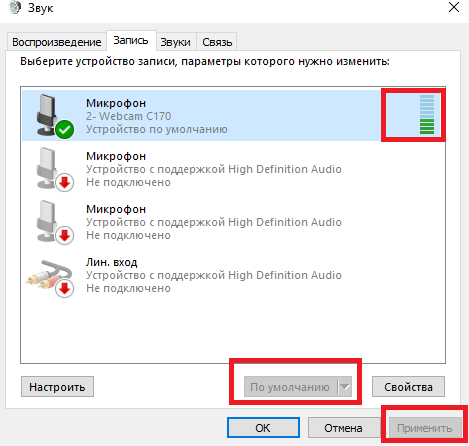 Звук
Воспроизведение Запись Звуки Связь
Выберите устройство записи, параметры которого нужно изменить:
Микрофон
2- Webcam C170
Устройство по умолчанию
Микрофон
Устройство с поддержкой High Definition Audio
Не подключено
Микрофон
Устройство с поддержкой High Definition Audio
Не подключено
Лин. вход
Устройство с поддержкой High Definition Audio
Не подключено
Настроить По умолчанию Свойства
ОК Отмена Применить